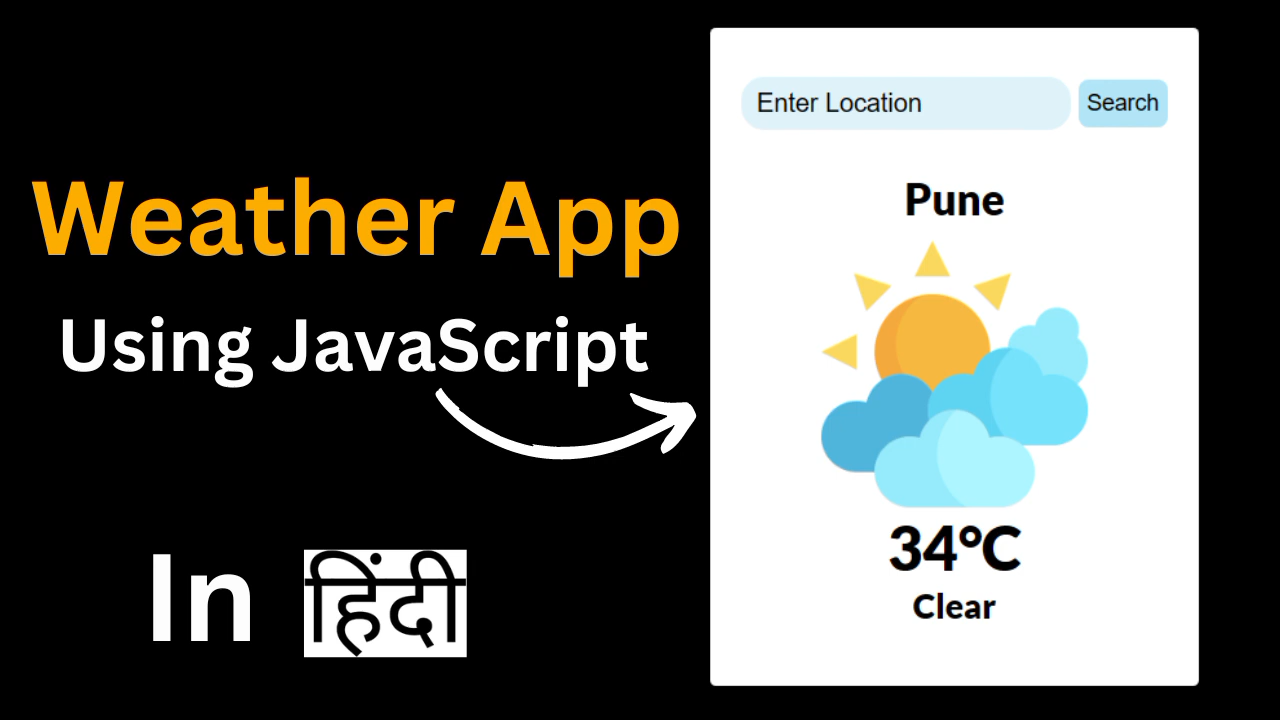 Weather App
Using JavaScript
In हिंदी
Enter Location
Search
Pune
34°C
Clear